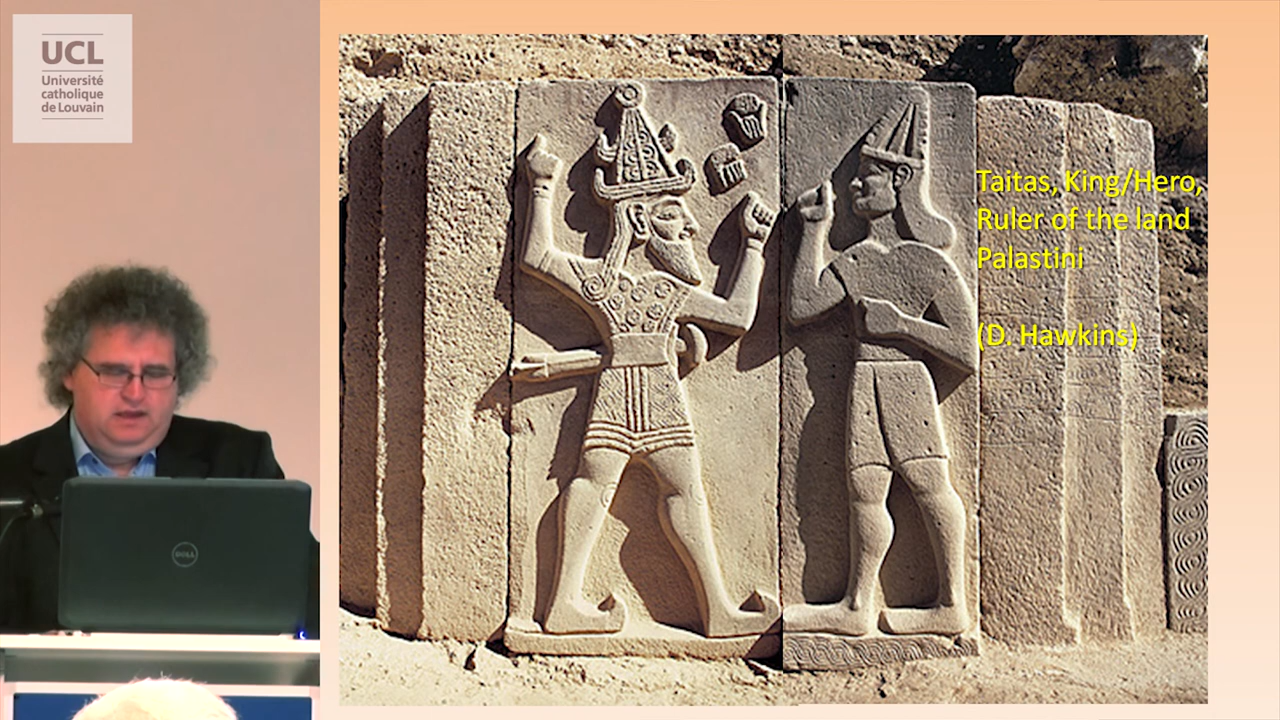 UCL
Université
catholique
de Louvain
Taitas, King/Hero,
Ruler of the land
Palastini
(D. Hawkins)
DELL